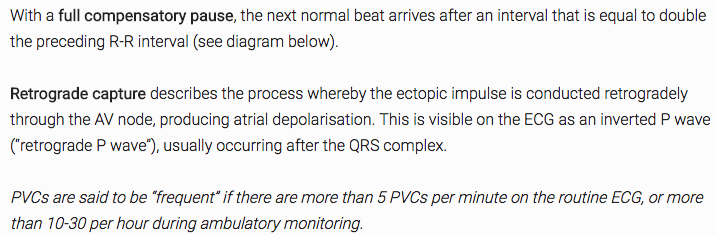 With a full compensatory pause, the next normal beat arrives after an interval that is equal to double
the preceding R-R interval (see diagram below).
Retrograde capture describes the process whereby the ectopic impulse is conducted retrogradely
through the AV node, producing atrial depolarisation. This is visible on the ECG as an inverted P wave
(“retrograde P wave”), usually occurring after the QRS complex.
PVCs are said to be “frequent” if there are more than 5 PVCs per minute on the routine ECG, or more
than 10-30 per hour during ambulatory monitoring.